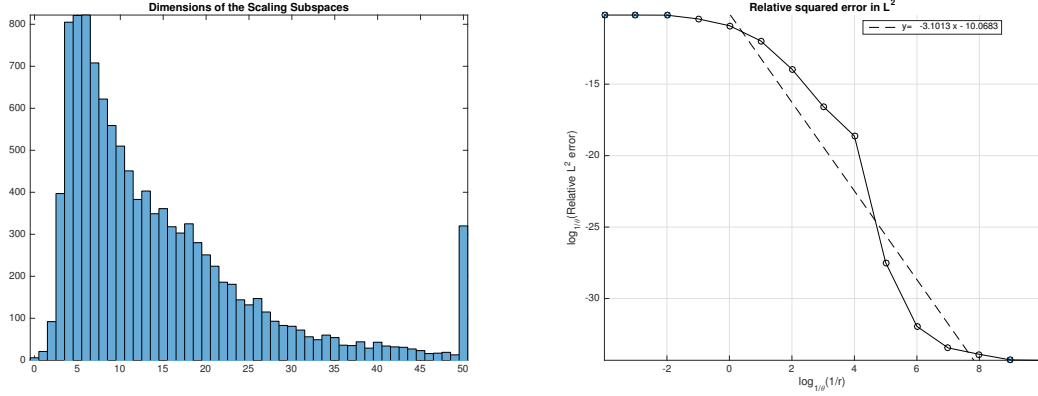 Dimensions of the Scaling Subspaces
800
700
600
500
400
300
200
100
0
0 5 10 15 20 25 30 35 40 45 50
Relative squared error in L²
y= -3.1013 x - 10.0683
-15
-20
-25
-30
log₁/θ(Relative L² error)
-2 0 2 4 6 8
log₁/θ(1/r)